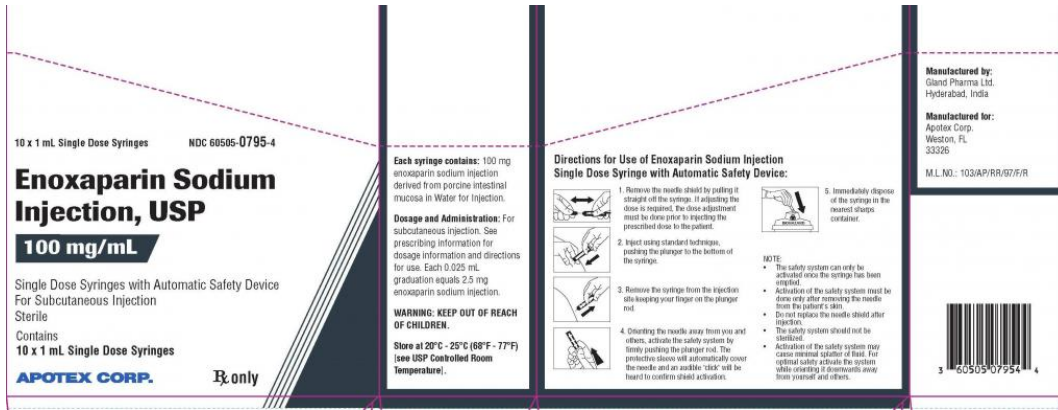 10 x 1 mL Single Dose Syringes
NDC 60505-0795-4
Enoxaparin Sodium
Injection, USP
100 mg/mL
Single Dose Syringes with Automatic Safety Device
For Subcutaneous Injection
Sterile
Contains
10 x 1 mL Single Dose Syringes
APOTEX CORP.
Rx only
Each syringe contains: 100 mg
enoxaparin sodium injection
derived from porcine intestinal
mucosa in Water for Injection.
Dosage and Administration: For
subcutaneous injection. See
prescribing information for
dosage information and directions
for use. Each 0.025 mL
graduation equals 2.5 mg
enoxaparin sodium injection.
WARNING: KEEP OUT OF REACH
OF CHILDREN.
Store at 20°C - 25°C (68°F - 77°F)
[see USP Controlled Room
Temperature].
Directions for Use of Enoxaparin Sodium Injection
Single Dose Syringe with Automatic Safety Device:
1. Remove the needle shield by pulling it
straight off the syringe. If adjusting the
dose is required, the dose adjustment
must be done prior to injecting the
prescribed dose to the patient.
2. Inject using standard technique,
pushing the plunger to the bottom of
the syringe.
3. Remove the syringe from the injection
site keeping your finger on the plunger
rod.
4. Orienting the needle away from you and
others, activate the safety system by
firmly pushing the plunger rod. The
protective sleeve will automatically cover
the needle and an audible "click" will be
heard to confirm shield activation.
5. Immediately dispose
of the syringe in the
nearest sharps
container.
NOTE:
• The safety system can only be
activated once the syringe has been
emptied.
• Activation of the safety system must be
done only after removing the needle
from the patient's skin.
• Do not replace the needle shield after
injection.
• The safety system should not be
sterilized.
• Activation of the safety system may
cause minimal splatter of fluid. For
optimal safety activate the system
while orienting it downwards away
from yourself and others.
Manufactured by:
Gland Pharma Ltd.
Hyderabad, India
Manufactured for:
Apotex Corp.
Weston, FL
33326
M.L.NO.: 103/AP/RR/97/F/R
3 60505 07954 4